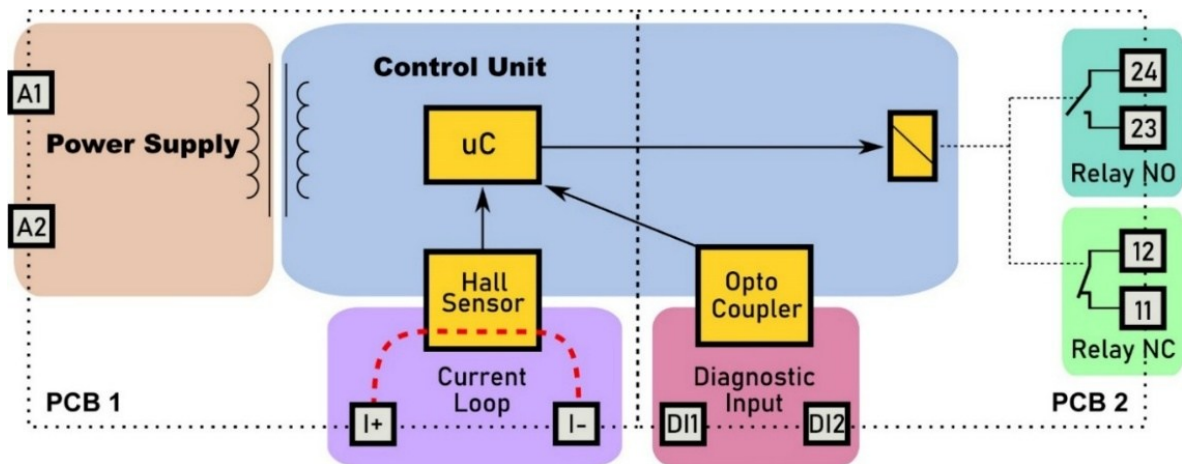 Control Unit
A1
Power Supply
A2
uC
24
23
Relay NO
12
11
Relay NC
Hall
Sensor
Opto
Coupler
Current
Loop
Diagnostic
Input
I+
I-
DI1
DI2
PCB 1
PCB 2